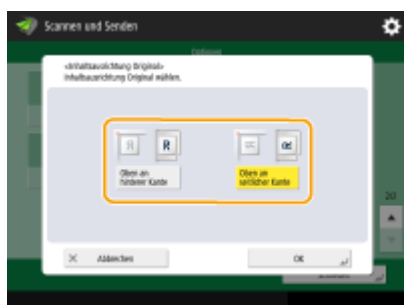 Scannen und Senden
Optionen
<Inhaltsausrichtung Original>
Inhaltsausrichtung Original wählen.
R R
Oben an
hinterer Kante
Oben an
seitlicher Kante
20
Abbrechen
OK